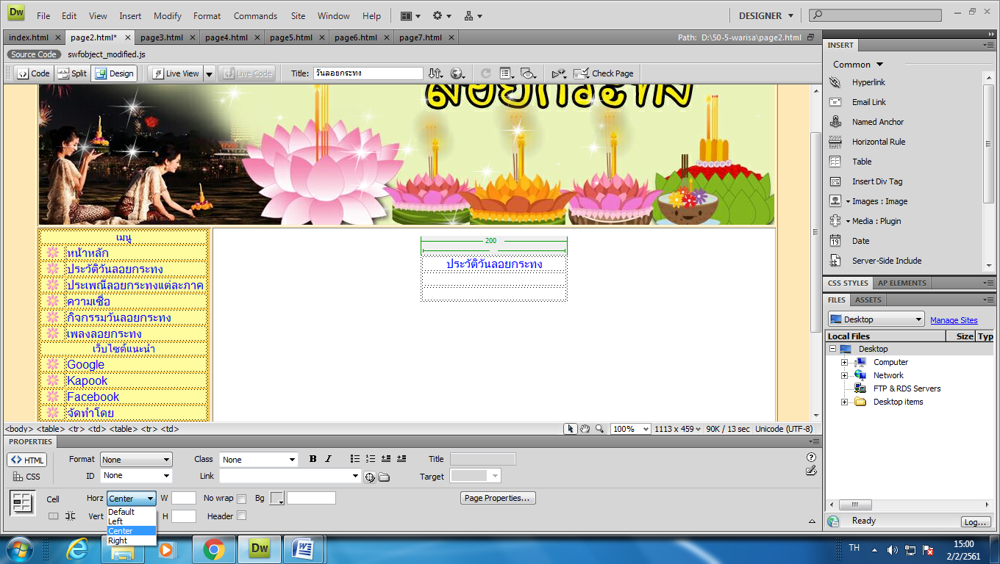 Dw File Edit View Insert Modify Format Commands Site Window Help DESIGNER
index.html page2.html* page3.html page4.html page5.html page6.html page7.html Path: D:\50-5-warisa\page2.html
Source Code swfobject_modified.js
Code Split Design Live View Live Code Title: วันลอยกระทง Check Page
ลอยกระทง
200
เมนู
หน้าหลัก
ประวัติวันลอยกระทง
ประเพณีลอยกระทงแต่ละภาค
ความเชื่อ
กิจกรรมวันลอยกระทง
เพลงลอยกระทง
เว็บไซต์แนะนำ
Google
Kapook
Facebook
จัดทำโดย
ประวัติวันลอยกระทง
<body> <table> <tr> <td> <table> <tr> <td> 100% 1113 x 459 90K / 13 sec Unicode (UTF-8)
PROPERTIES
HTML Format None Class None B I Title
CSS ID None Link Target
Cell Horz Center W No wrap Bg Page Properties...
Vert H Header
Default
Left
Center
Right
INSERT
Common
Hyperlink
Email Link
Named Anchor
Horizontal Rule
Table
Insert Div Tag
Images : Image
Media : Plugin
Date
Server-Side Include
CSS STYLES AP ELEMENTS
FILES ASSETS
Desktop Manage Sites
Local Files Size Typ
Desktop
Computer
Network
FTP & RDS Servers
Desktop items
Ready Log...
Dw TH 15:00
2/2/2561